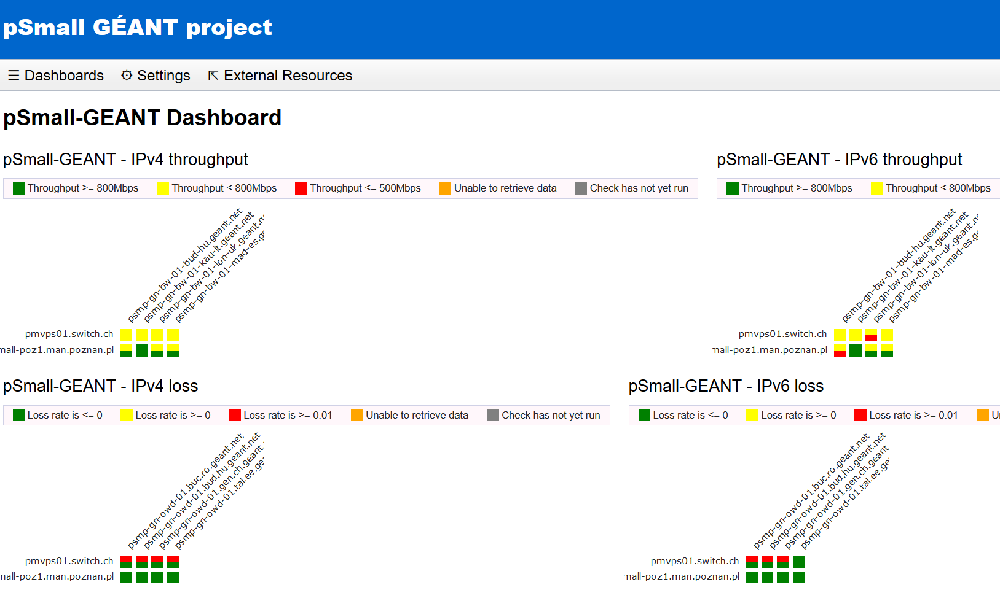 pSmall GÉANT project
Dashboards Settings External Resources
pSmall-GEANT Dashboard
pSmall-GEANT - IPv4 throughput
Throughput >= 800Mbps Throughput < 800Mbps Throughput <= 500Mbps Unable to retrieve data Check has not yet run
psmp-gn-bw-01-bud-hu.geant.net
psmp-gn-bw-01-kau-lt.geant.net
psmp-gn-bw-01-lon-uk.geant.n
psmp-gn-bw-01-mad-es.ge
pmvps01.switch.ch
mall-poz1.man.poznan.pl
pSmall-GEANT - IPv6 throughput
Throughput >= 800Mbps Throughput < 800Mbps
psmp-gn-bw-01-bud-hu.geant.net
psmp-gn-bw-01-kau-lt.geant.net
psmp-gn-bw-01-lon-uk.geant.n
psmp-gn-bw-01-mad-es.ge
pmvps01.switch.ch
mall-poz1.man.poznan.pl
pSmall-GEANT - IPv4 loss
Loss rate is <= 0 Loss rate is >= 0 Loss rate is >= 0.01 Unable to retrieve data Check has not yet run
psmp-gn-owd-01.buc.ro.geant.net
psmp-gn-owd-01.bud.hu.geant.net
psmp-gn-owd-01.gen.ch.geant.
psmp-gn-owd-01.tal.ee.gea
pmvps01.switch.ch
mall-poz1.man.poznan.pl
pSmall-GEANT - IPv6 loss
Loss rate is <= 0 Loss rate is >= 0 Loss rate is >= 0.01 U
psmp-gn-owd-01.buc.ro.geant.net
psmp-gn-owd-01.bud.hu.geant.net
psmp-gn-owd-01.gen.ch.geant.
psmp-gn-owd-01.tal.ee.gea
pmvps01.switch.ch
mall-poz1.man.poznan.pl